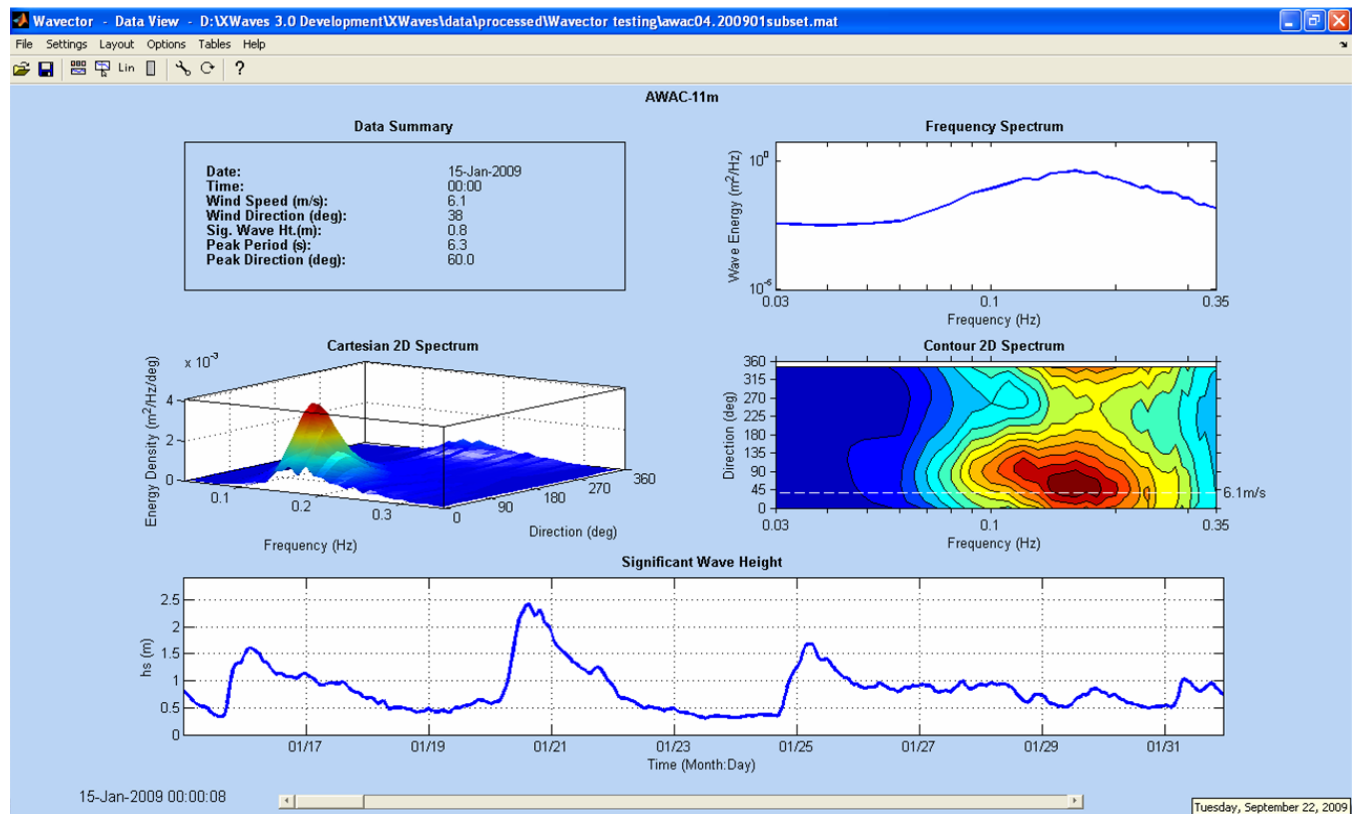 Wavector - Data View - D:\XWaves 3.0 Development\XWaves\data\processed\Wavector testing\awac04.200901subset.mat
File Settings Layout Options Tables Help
Lin ?
AWAC-11m
Data Summary
Date: 15-Jan-2009
Time: 00:00
Wind Speed (m/s): 6.1
Wind Direction (deg): 38
Sig. Wave Ht.(m): 0.8
Peak Period (s): 6.3
Peak Direction (deg): 60.0
Frequency Spectrum
Wave Energy (m²/Hz)
10⁰
10⁻⁶
0.03 0.1 0.35
Frequency (Hz)
Cartesian 2D Spectrum
x 10⁻³
Energy Density (m²/Hz/deg)
4
2
0
0.1 0.2 0.3
Frequency (Hz)
0 90 180 270 360
Direction (deg)
Contour 2D Spectrum
Direction (deg)
360
315
270
225
180
135
90
45
0
6.1m/s
0.03 0.1 0.35
Frequency (Hz)
Significant Wave Height
hs (m)
2.5
2
1.5
1
0.5
0
01/17 01/19 01/21 01/23 01/25 01/27 01/29 01/31
Time (Month:Day)
15-Jan-2009 00:00:08
Tuesday, September 22, 2009